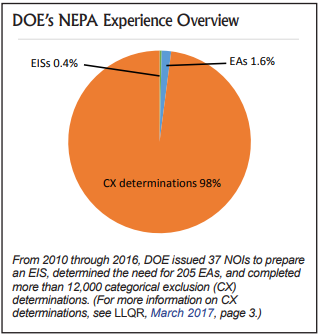 DOE's NEPA Experience Overview
EISs 0.4%
EAs 1.6%
CX determinations 98%
From 2010 through 2016, DOE issued 37 NOIs to prepare
an EIS, determined the need for 205 EAs, and completed
more than 12,000 categorical exclusion (CX)
determinations. (For more information on CX
determinations, see LLQR, March 2017, page 3.)